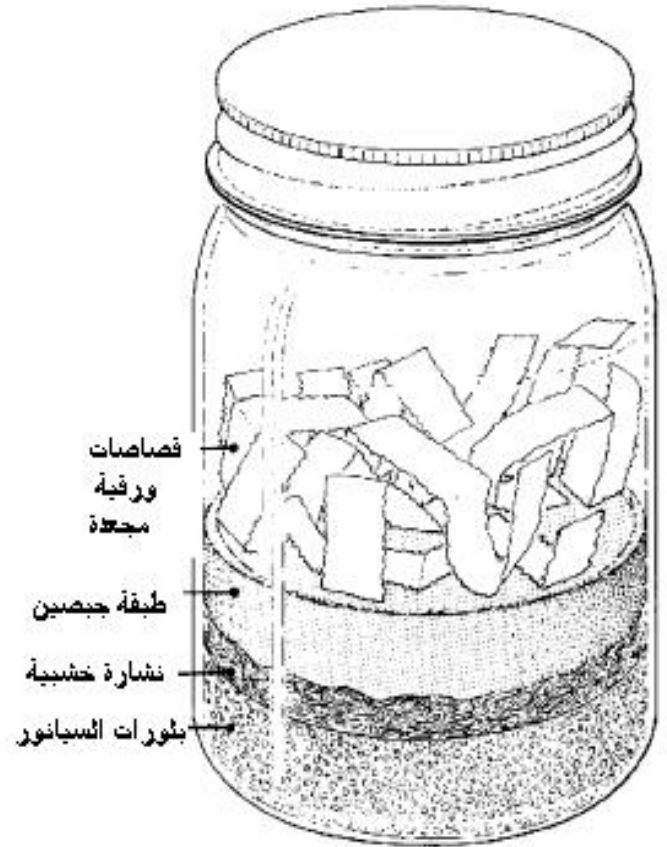 قصاصات
ورقية
مجعدة
طبقة جبصين
نشارة خشبية
بلورات السيانور